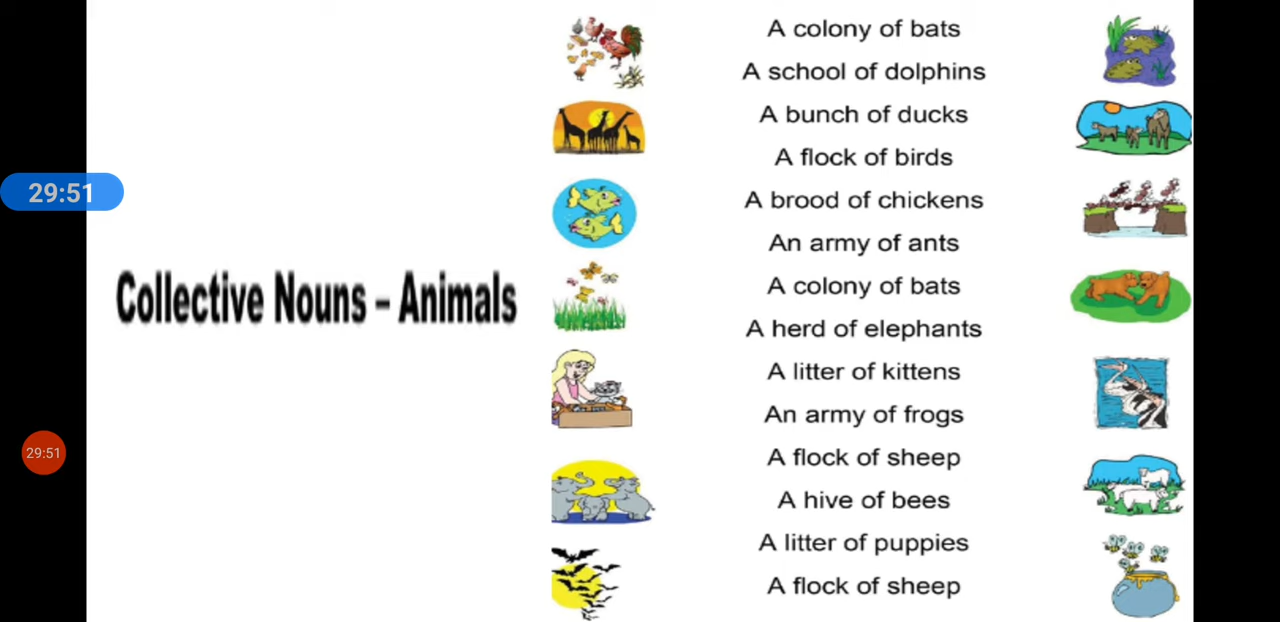 29:51
Collective Nouns – Animals
29:51
A colony of bats
A school of dolphins
A bunch of ducks
A flock of birds
A brood of chickens
An army of ants
A colony of bats
A herd of elephants
A litter of kittens
An army of frogs
A flock of sheep
A hive of bees
A litter of puppies
A flock of sheep